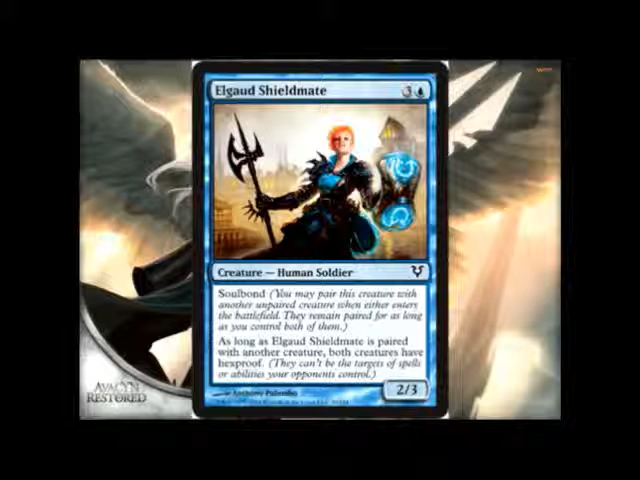 Elgaud Shieldmate 3
Creature — Human Soldier
Soulbond (You may pair this creature with
another unpaired creature when either enters
the battlefield. They remain paired for as long
as you control both of them.)
As long as Elgaud Shieldmate is paired
with another creature, both creatures have
hexproof. (They can't be the targets of spells
or abilities your opponents control.)
2/3
Anthony Palumbo
AVACYN
RESTORED